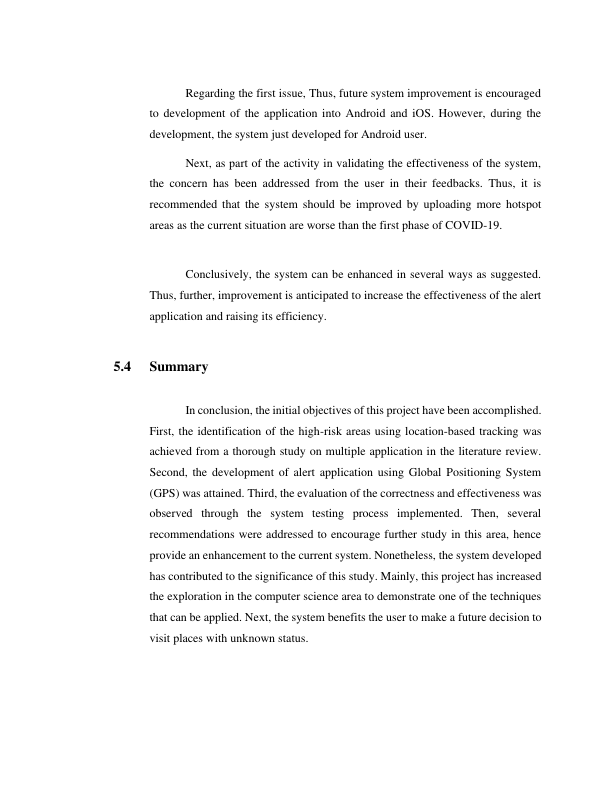 Regarding the first issue, Thus, future system improvement is encouraged
to development of the application into Android and iOS. However, during the
development, the system just developed for Android user.
Next, as part of the activity in validating the effectiveness of the system,
the concern has been addressed from the user in their feedbacks. Thus, it is
recommended that the system should be improved by uploading more hotspot
areas as the current situation are worse than the first phase of COVID-19.
Conclusively, the system can be enhanced in several ways as suggested.
Thus, further, improvement is anticipated to increase the effectiveness of the alert
application and raising its efficiency.
5.4 Summary
In conclusion, the initial objectives of this project have been accomplished.
First, the identification of the high-risk areas using location-based tracking was
achieved from a thorough study on multiple application in the literature review.
Second, the development of alert application using Global Positioning System
(GPS) was attained. Third, the evaluation of the correctness and effectiveness was
observed through the system testing process implemented. Then, several
recommendations were addressed to encourage further study in this area, hence
provide an enhancement to the current system. Nonetheless, the system developed
has contributed to the significance of this study. Mainly, this project has increased
the exploration in the computer science area to demonstrate one of the techniques
that can be applied. Next, the system benefits the user to make a future decision to
visit places with unknown status.